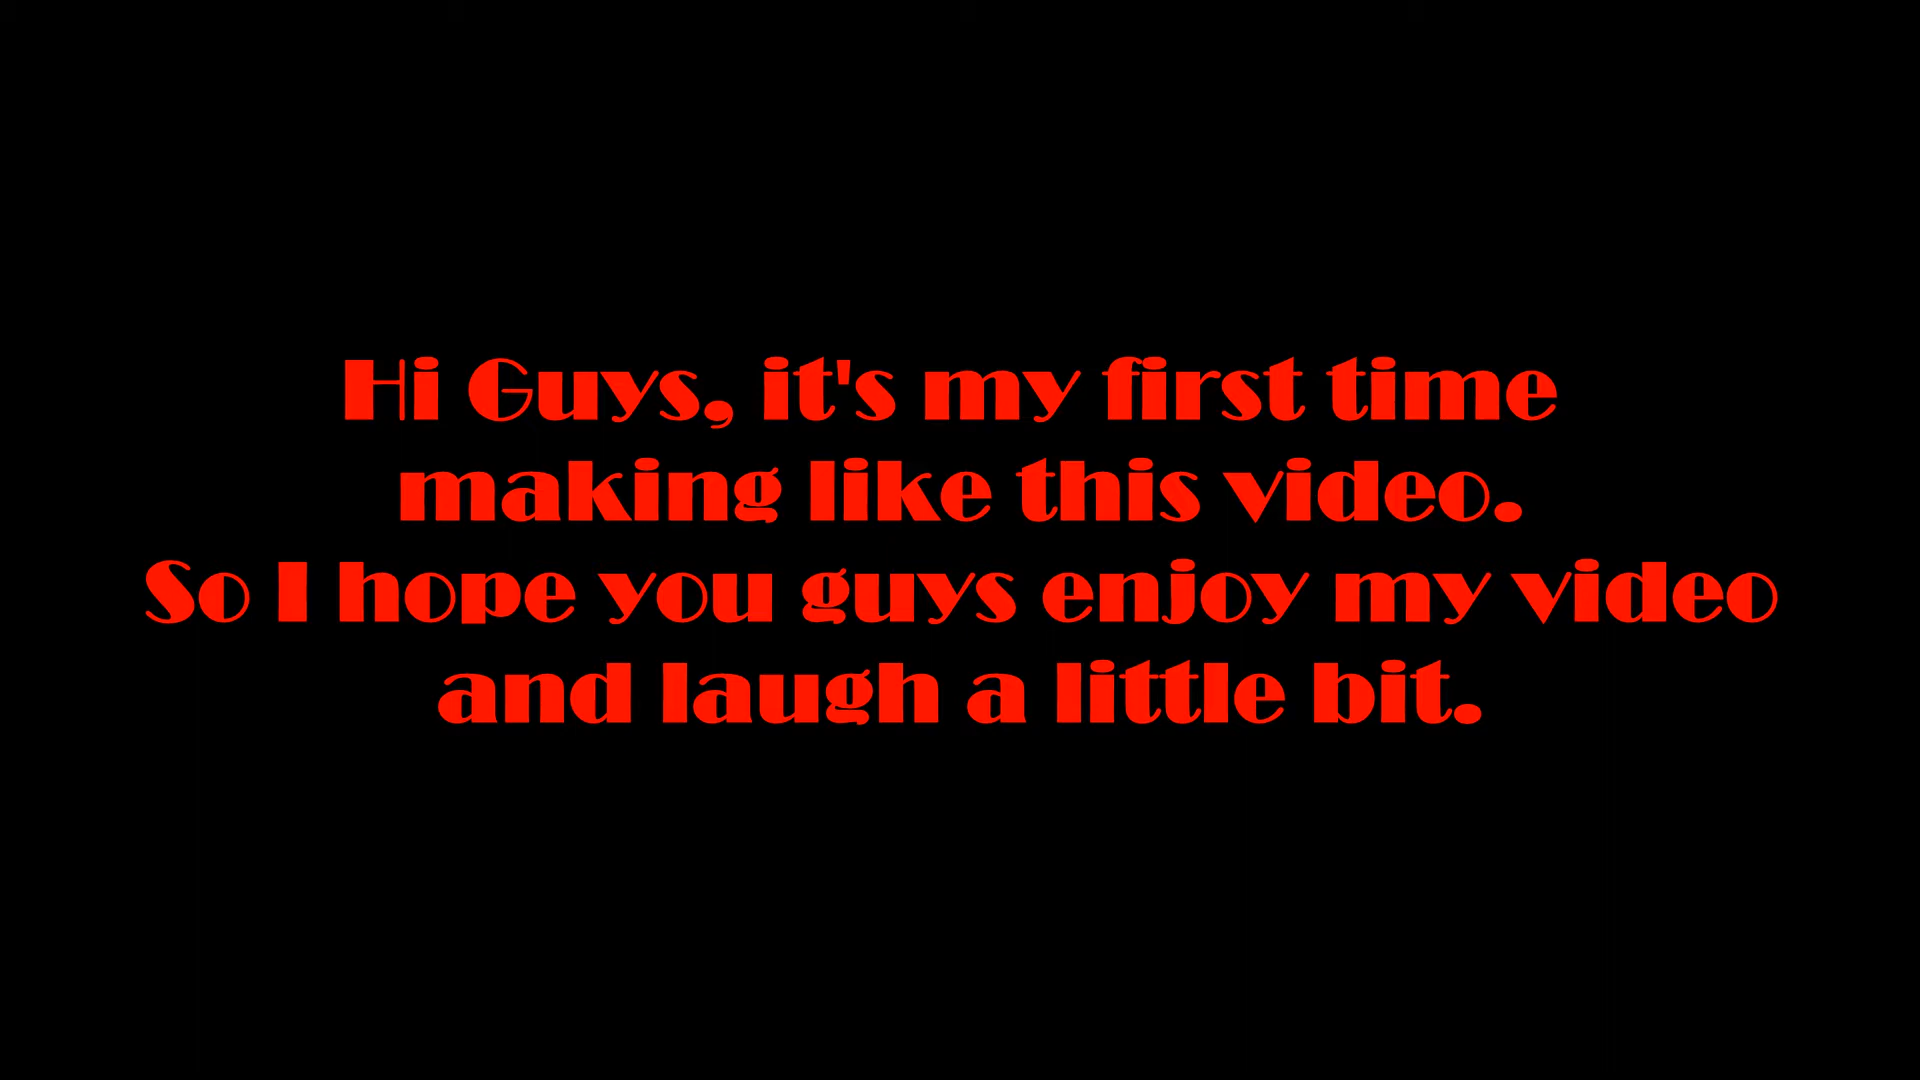 Hi Guys, it's my first time
making like this video.
So I hope you guys enjoy my video
and laugh a little bit.